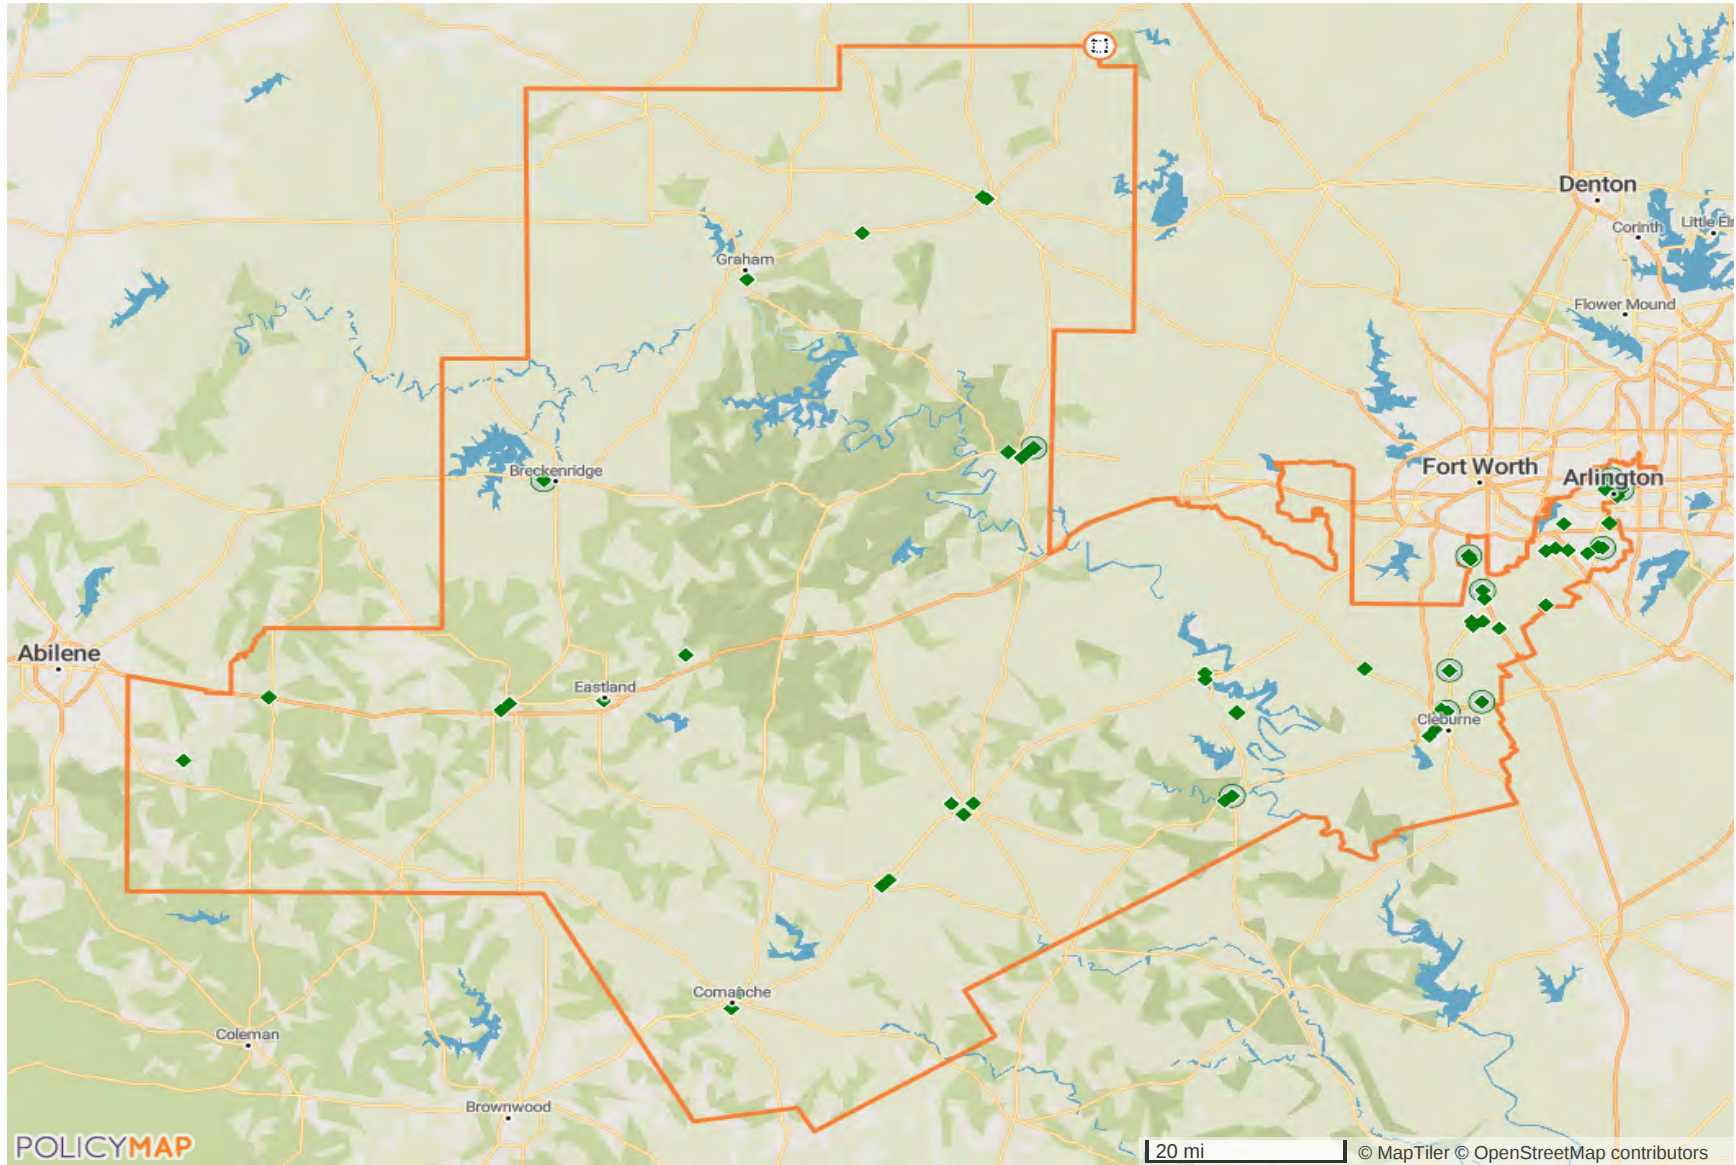 Denton
Corinth
Little El
Graham
Flower Mound
Breckenridge
Fort Worth
Arlington
Abilene
Eastland
Cleburne
Comanche
Coleman
Brownwood
POLICYMAP
20 mi
© MapTiler © OpenStreetMap contributors